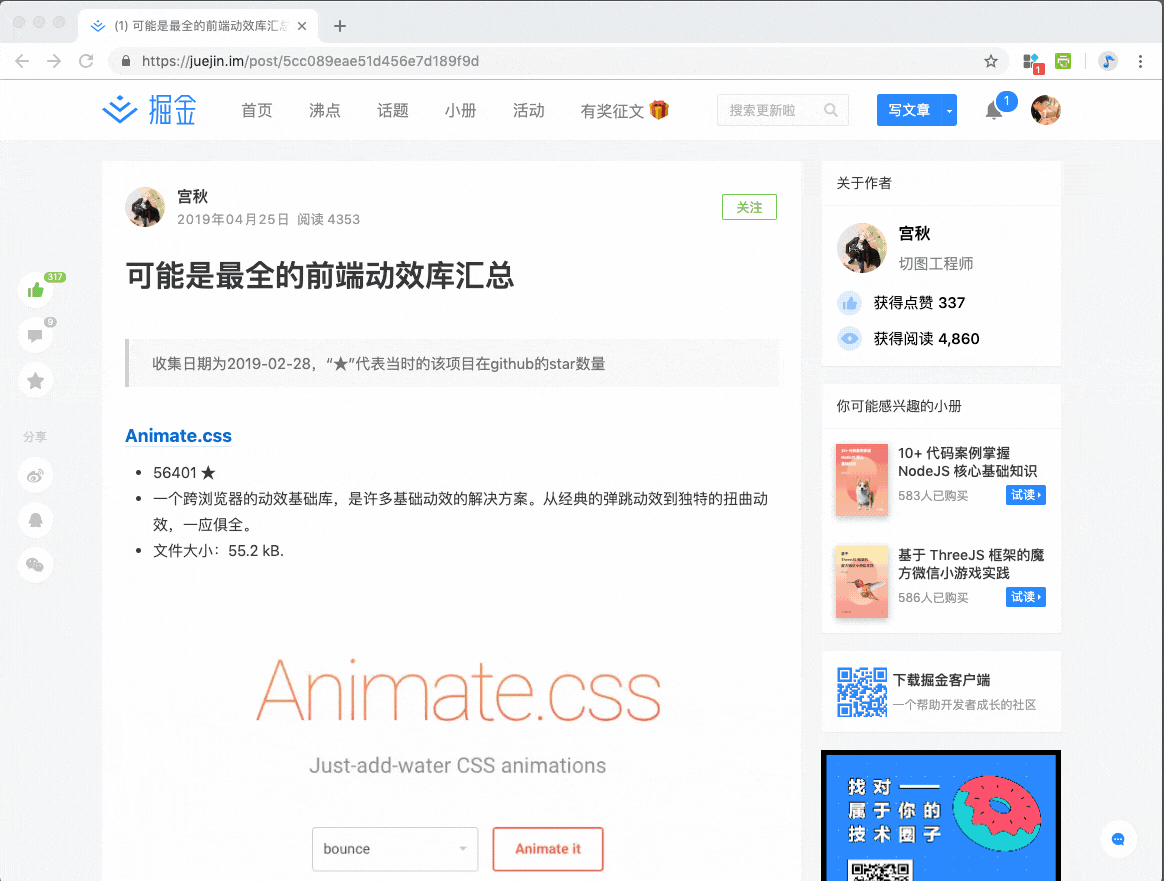 (1) 可能是最全的前端动效库汇总
https://juejin.im/post/5cc089eae51d456e7d189f9d
1
掘金
首页
沸点
话题
小册
活动
有奖征文
搜索更新啦
写文章
1
宫秋
2019年04月25日 阅读 4353
关注
可能是最全的前端动效库汇总
317
9
分享
收集日期为2019-02-28，“★”代表当时的该项目在github的star数量
Animate.css
56401 ★
一个跨浏览器的动效基础库，是许多基础动效的解决方案。从经典的弹跳动效到独特的扭曲动
效，一应俱全。
文件大小：55.2 kB.
Animate.css
Just-add-water CSS animations
bounce
Animate it
关于作者
宫秋
切图工程师
获得点赞 337
获得阅读 4,860
你可能感兴趣的小册
10+ 代码案例掌握
NodeJS 核心基础知识
583人已购买
试读
基于 ThreeJS 框架的魔
方微信小游戏实践
586人已购买
试读
下载掘金客户端
一个帮助开发者成长的社区
找对
属于你的
技术圈子